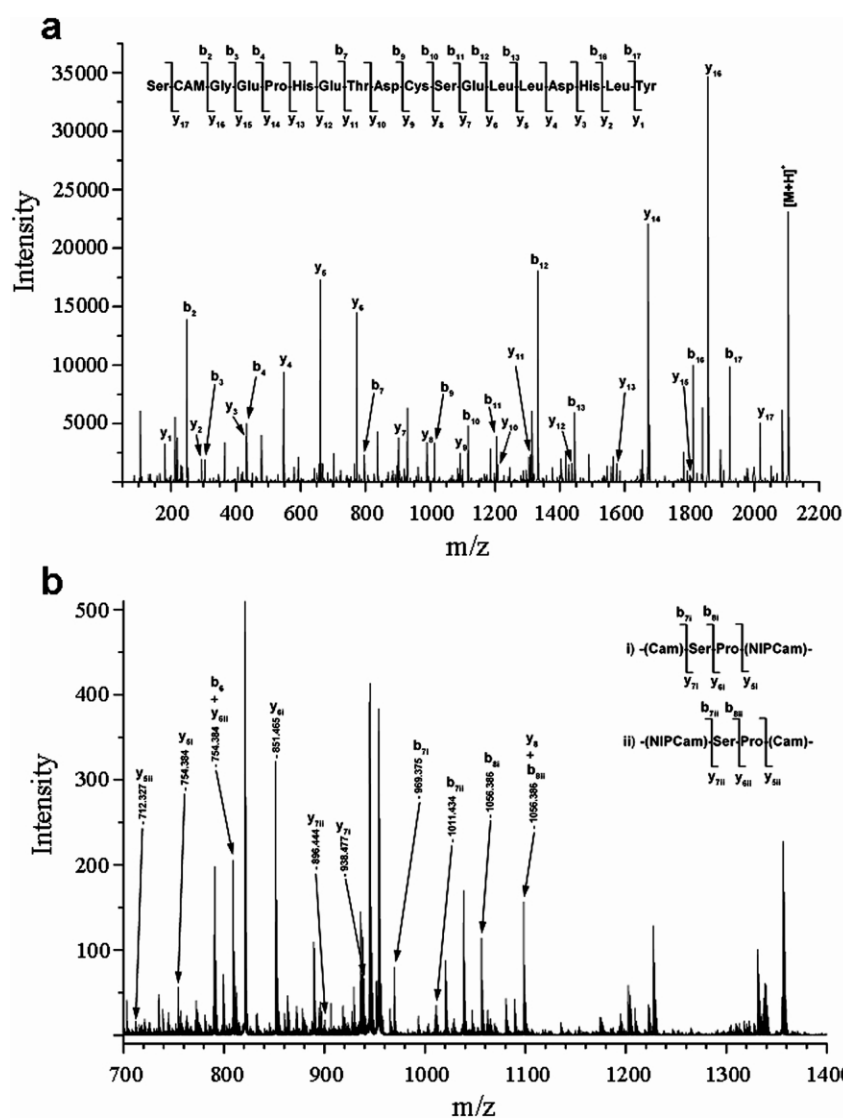 a
b2 b3 b4 b7 b9 b10 b11 b12 b13 b16 b17
Ser-CAM-Gly-Glu-Pro-His-Glu-Thr-Asp-Cys-Ser-Glu-Leu-Leu-Asp-His-Leu-Tyr
y17 y16 y15 y14 y13 y12 y11 y10 y9 y8 y7 y6 y5 y4 y3 y2 y1
35000
30000
25000
20000
15000
10000
5000
Intensity
y1
b2
y2
b3
y3
b4
y4
y5
y6
b7
y7
y8
b9
y9
b10
b11
y10
y11
b12
y12
b13
y13
y14
y15
b16
y16
b17
y17
[M+H]+
200 400 600 800 1000 1200 1400 1600 1800 2000 2200
m/z
b
500
400
300
200
100
Intensity
y5ii
- 712.327
y6i
- 754.384
b6
+
y6ii
- 754.384
y6i
- 851.465
y7ii
- 896.444
y7i
- 938.477
b7i
- 969.375
b7ii
- 1011.434
b8i
- 1056.386
y8
+
b8ii
- 1056.386
b7i b8i
i) -(Cam)-Ser-Pro-(NIPCam)-
y7i y6i y5i
b7ii b8ii
ii) -(NIPCam)-Ser-Pro-(Cam)-
y7ii y6ii y5ii
700 800 900 1000 1100 1200 1300 1400
m/z